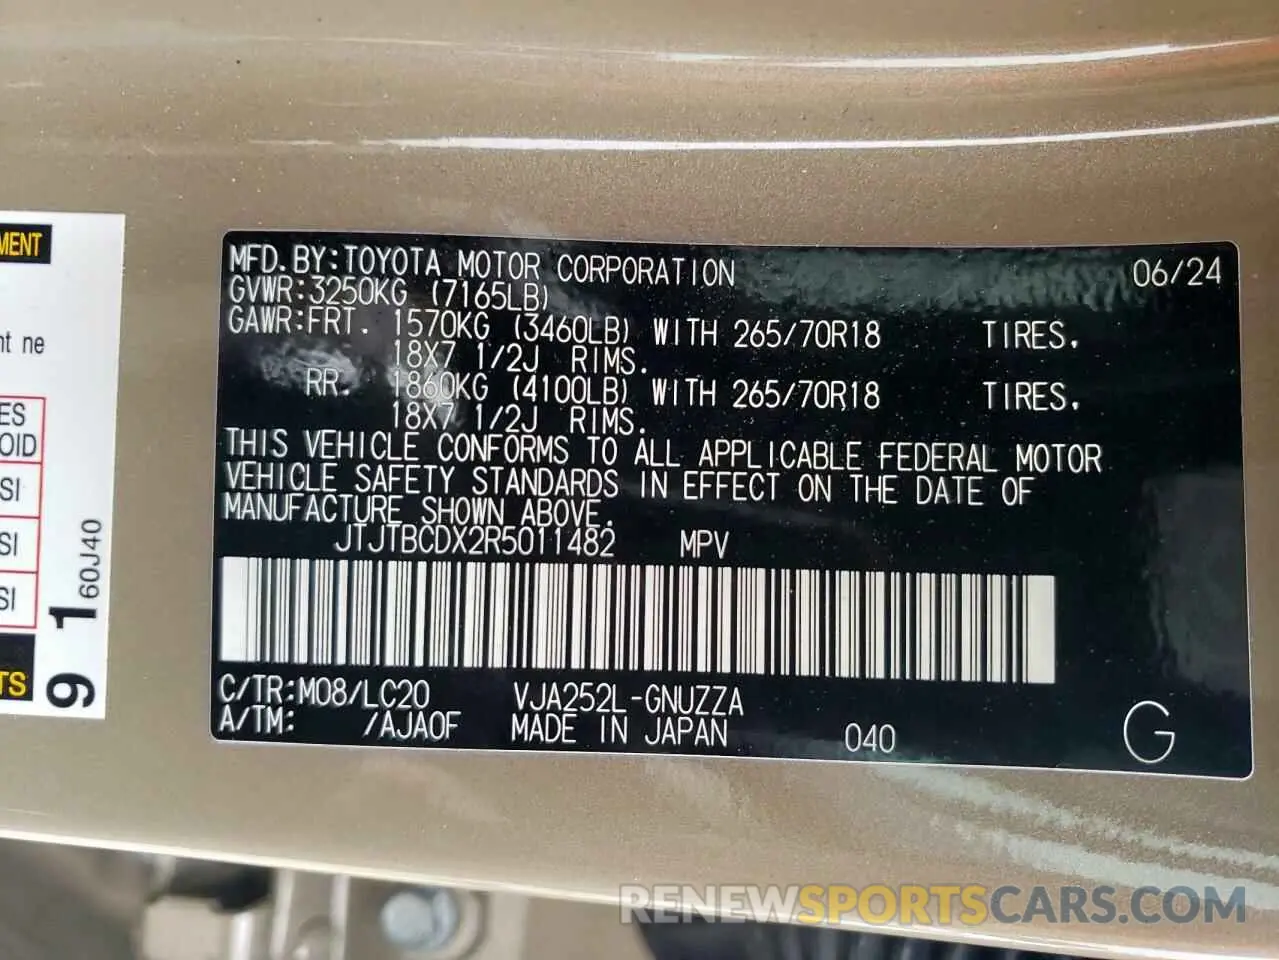 MENT
nt ne
ES
OID
SI
SI
SI
TS
9 1 60J40
MFD.BY:TOYOTA MOTOR CORPORATION 06/24
GVWR:3250KG (7165LB)
GAWR:FRT. 1570KG (3460LB) WITH 265/70R18 TIRES.
18X7 1/2J RIMS.
RR. 1860KG (4100LB) WITH 265/70R18 TIRES.
18X7 1/2J RIMS.
THIS VEHICLE CONFORMS TO ALL APPLICABLE FEDERAL MOTOR
VEHICLE SAFETY STANDARDS IN EFFECT ON THE DATE OF
MANUFACTURE SHOWN ABOVE.
JTJTBCDX2R5011482 MPV
C/TR:M08/LC20 VJA252L-GNUZZA
A/TM: /AJA0F MADE IN JAPAN 040 G
RENEWSPORTSCARS.COM